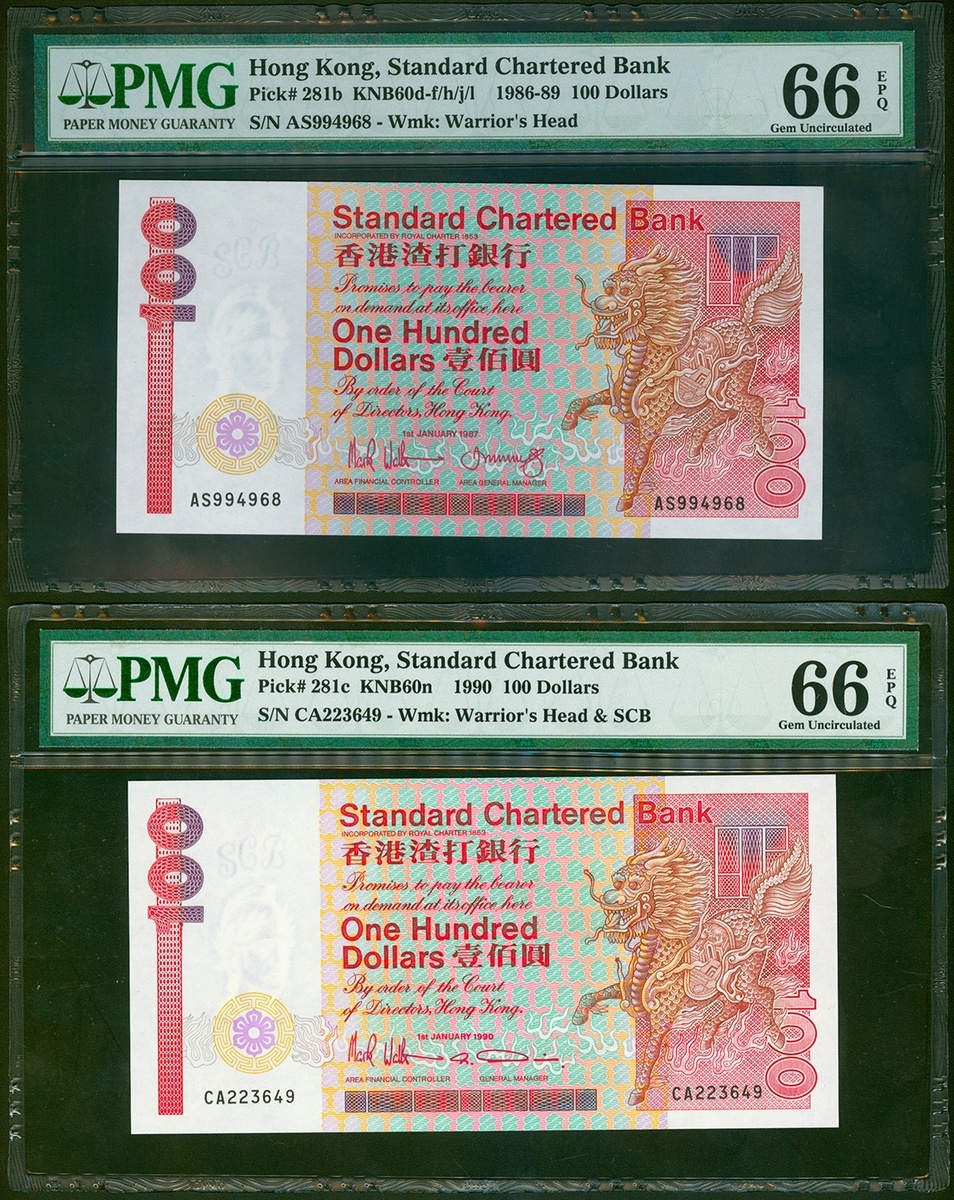 PMG
PAPER MONEY GUARANTY
Hong Kong, Standard Chartered Bank
Pick# 281b KNB60d-f/h/j/l 1986-89 100 Dollars
S/N AS994968 - Wmk: Warrior's Head
66 EPQ
Gem Uncirculated
100
SCB
Standard Chartered Bank
INCORPORATED BY ROYAL CHARTER 1853
香港渣打銀行
Promises to pay the bearer
on demand at its office here
One Hundred
Dollars 壹佰圓
By order of the Court
of Directors, Hong Kong.
1st JANUARY 1987
AREA FINANCIAL CONTROLLER AREA GENERAL MANAGER
AS994968
AS994968
100
PMG
PAPER MONEY GUARANTY
Hong Kong, Standard Chartered Bank
Pick# 281c KNB60n 1990 100 Dollars
S/N CA223649 - Wmk: Warrior's Head & SCB
66 EPQ
Gem Uncirculated
100
SCB
Standard Chartered Bank
INCORPORATED BY ROYAL CHARTER 1853
香港渣打銀行
Promises to pay the bearer
on demand at its office here
One Hundred
Dollars 壹佰圓
By order of the Court
of Directors, Hong Kong.
1st JANUARY 1990
AREA FINANCIAL CONTROLLER GENERAL MANAGER
CA223649
CA223649
100